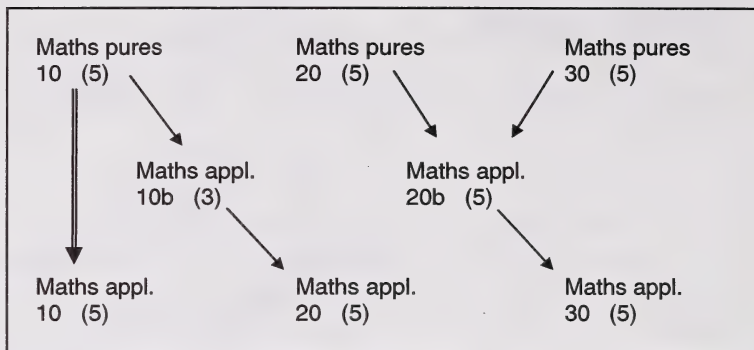 Maths pures
10 (5)
Maths pures
20 (5)
Maths pures
30 (5)
Maths appl.
10b (3)
Maths appl.
20b (5)
Maths appl.
10 (5)
Maths appl.
20 (5)
Maths appl.
30 (5)